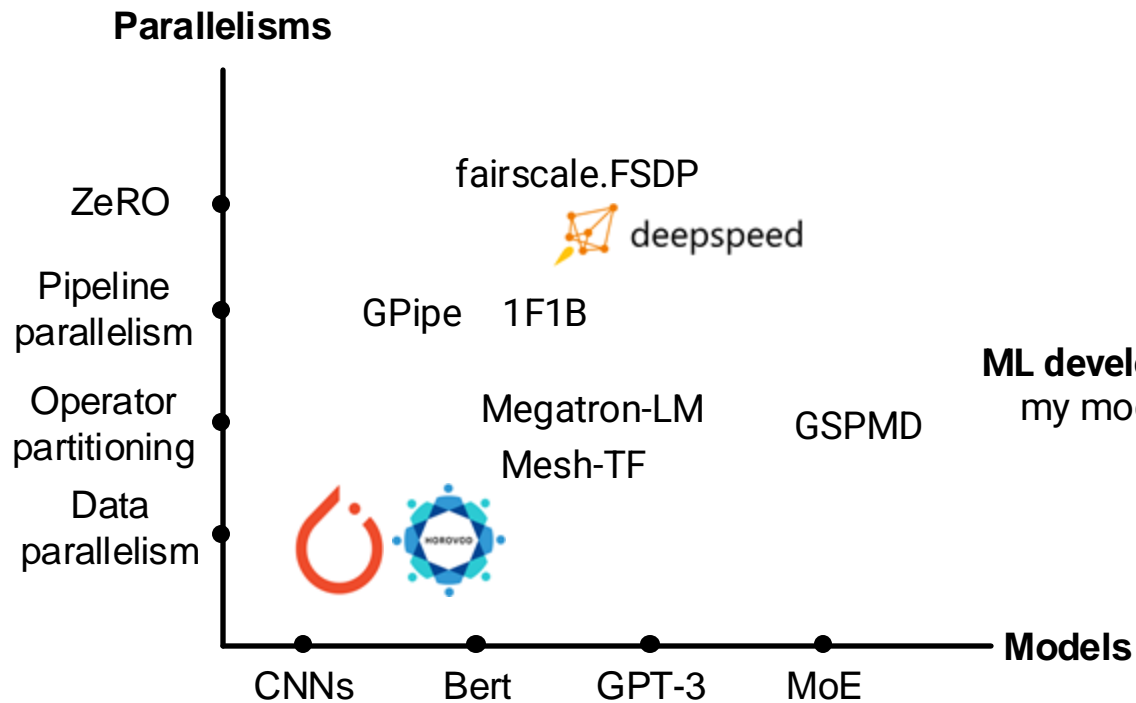 Parallelisms
fairscale.FSDP
ZeRO
deepspeed
Pipeline
parallelism
GPipe 1F1B
ML develo
my mo
Operator
partitioning
Megatron-LM
GSPMD
Mesh-TF
Data
parallelism
HOROVOD
Models
CNNs Bert GPT-3 MoE